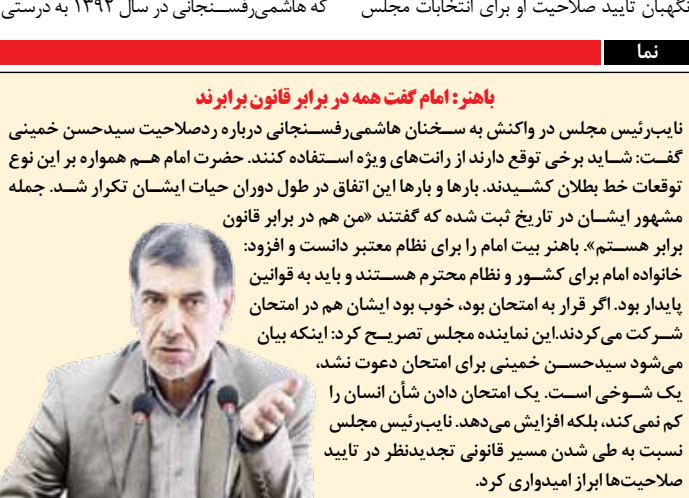 که هاشمی‌رفسنجانی در سال ۱۳۹۲ به درستی
نگهبان تایید صلاحیت او برای انتخابات مجلس
نما
باهنر: امام گفت همه در برابر قانون برابرند
نایب‌رئیس مجلس در واکنش به سخنان هاشمی‌رفسنجانی درباره ردصلاحیت سیدحسن خمینی
گفت: شاید برخی توقع دارند از رانت‌های ویژه استفاده کنند. حضرت امام هم همواره بر این نوع
توقعات خط بطلان کشیدند. بارها و بارها این اتفاق در طول دوران حیات ایشان تکرار شد. جمله
مشهور ایشان در تاریخ ثبت شده که گفتند «من هم در برابر قانون
برابر هستم». باهنر بیت امام را برای نظام معتبر دانست و افزود:
خانواده امام برای کشور و نظام محترم هستند و باید به قوانین
پایدار بود. اگر قرار به امتحان بود، خوب بود ایشان هم در امتحان
شرکت می‌کردند.این نماینده مجلس تصریح کرد: اینکه بیان
می‌شود سیدحسن خمینی برای امتحان دعوت نشد،
یک شوخی است. یک امتحان دادن شأن انسان را
کم نمی‌کند، بلکه افزایش می‌دهد. نایب‌رئیس مجلس
نسبت به طی شدن مسیر قانونی تجدیدنظر در تایید
صلاحیت‌ها ابراز امیدواری کرد.